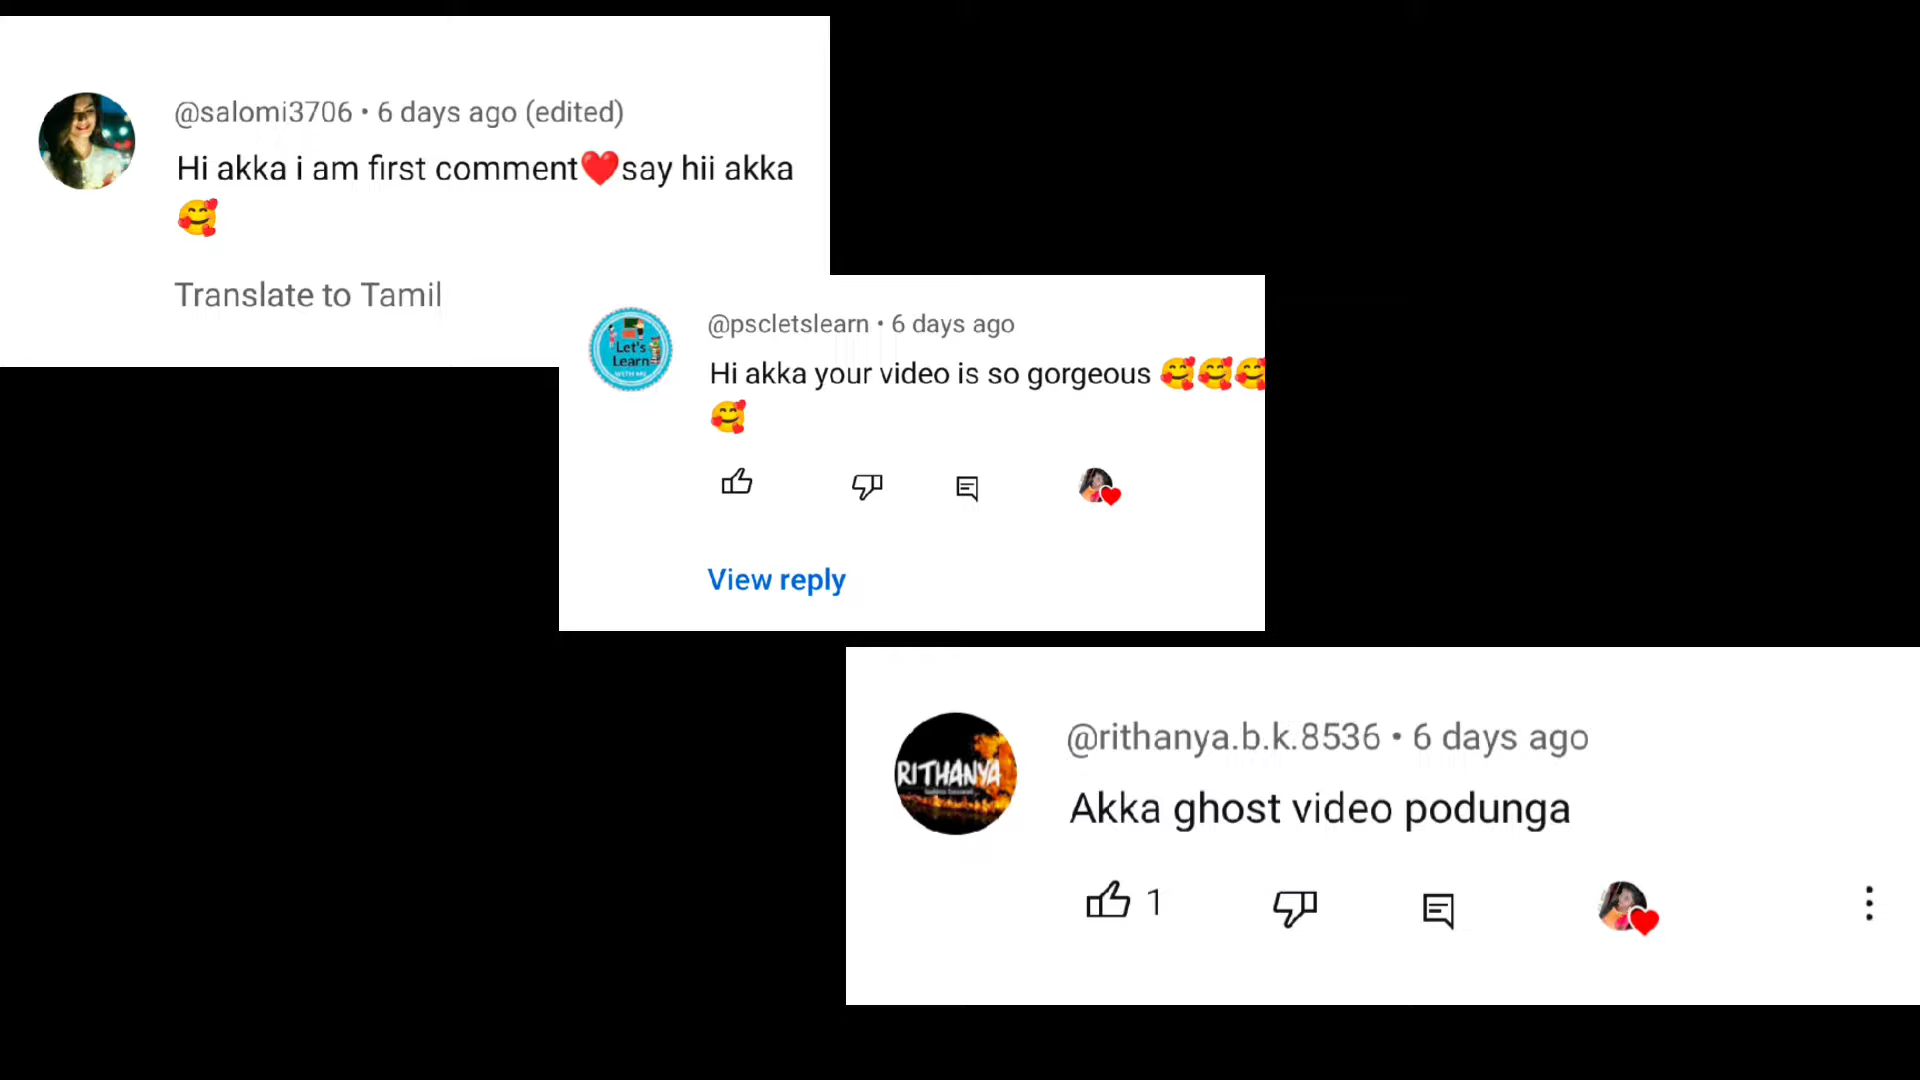 @salomi3706 • 6 days ago (edited)
Hi akka i am first comment❤️say hii akka
🥰
Translate to Tamil
@pscletslearn • 6 days ago
Let's
Learn
WITH ME
Hi akka your video is so gorgeous 🥰🥰🥰
🥰
View reply
@rithanya.b.k.8536 • 6 days ago
RITHANYA
Akka ghost video podunga
1